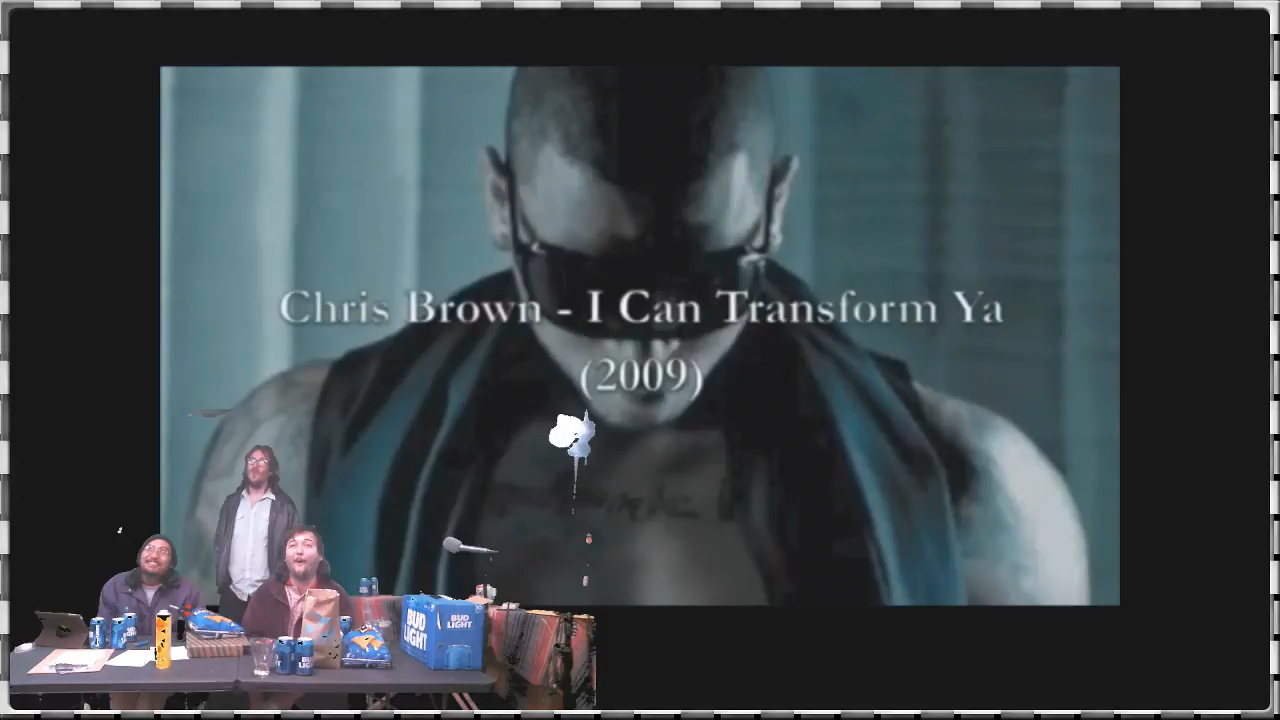 Chris Brown - I Can Transform Ya
(2009)
BUD
LIGHT
BUD
LIGHT